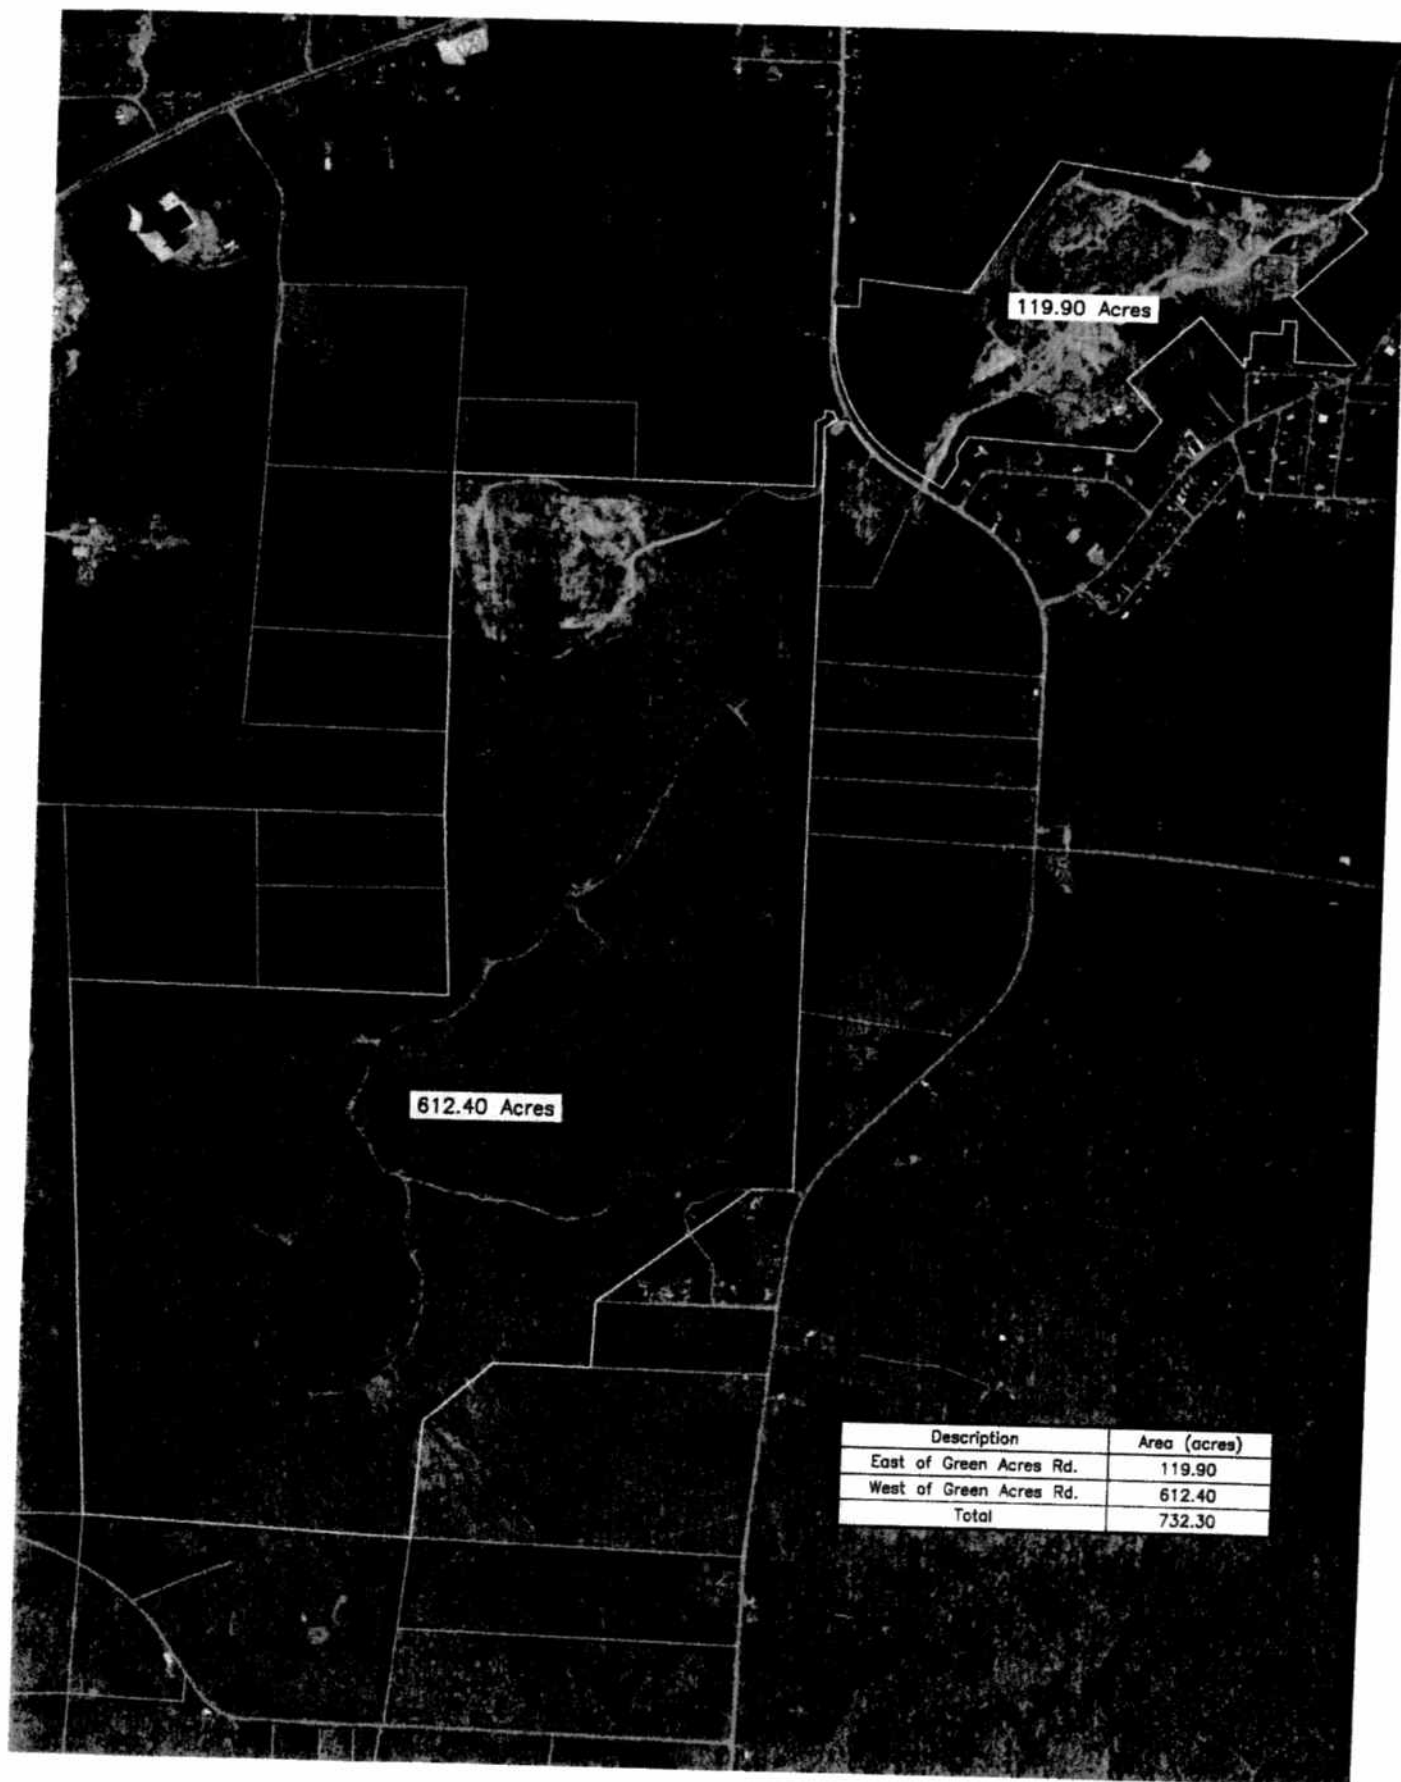 119.90 Acres
612.40 Acres
Description Area (acres)
East of Green Acres Rd. 119.90
West of Green Acres Rd. 612.40
Total 732.30